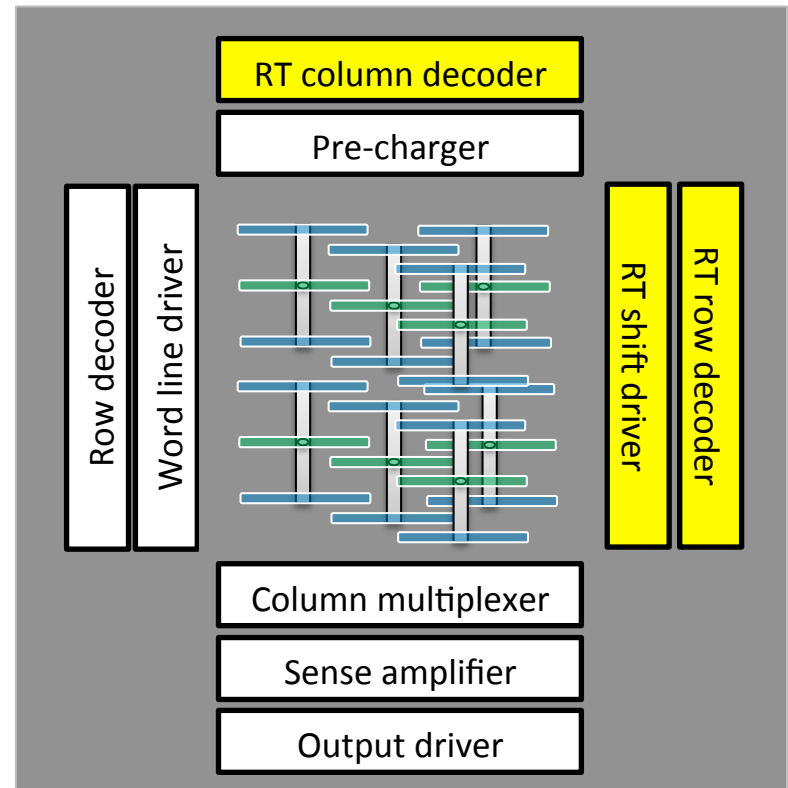 RT column decoder
Pre-charger
Row decoder
Word line driver
RT shift driver
RT row decoder
Column multiplexer
Sense amplifier
Output driver